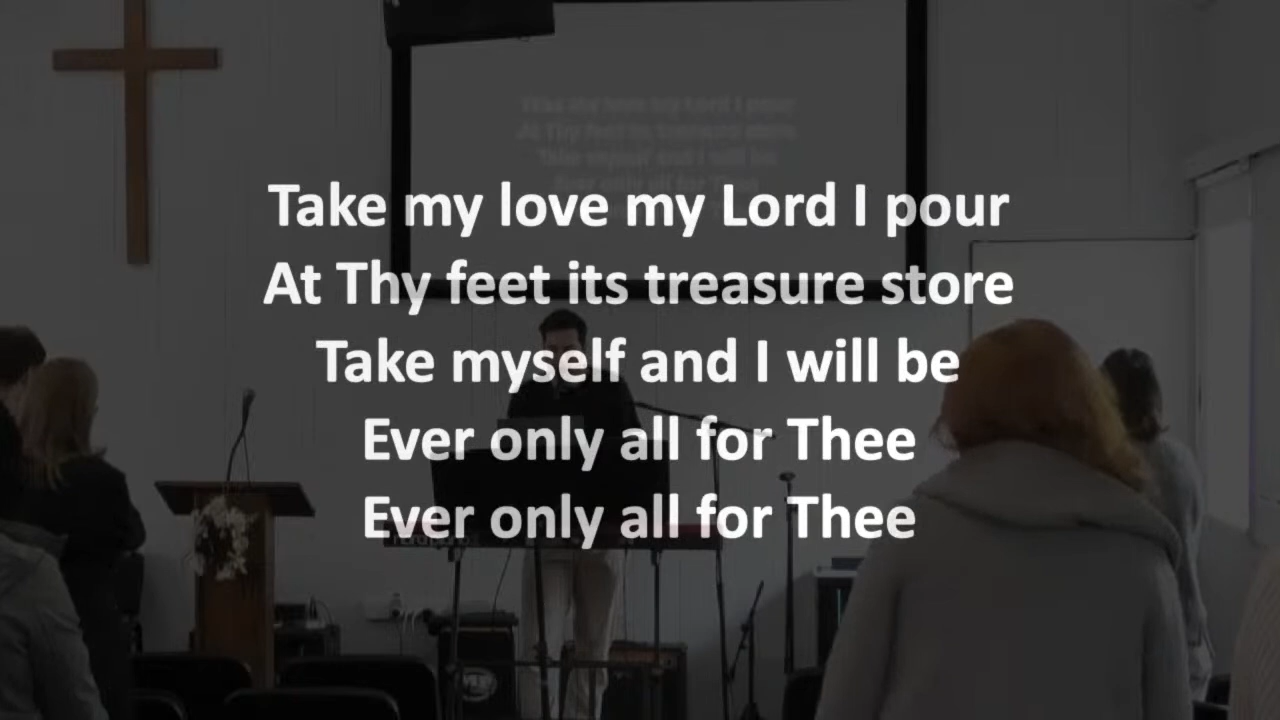 Take my love my Lord I pour
At Thy feet its treasure store
Take myself and I will be
Ever only all for Thee
Ever only all for Thee